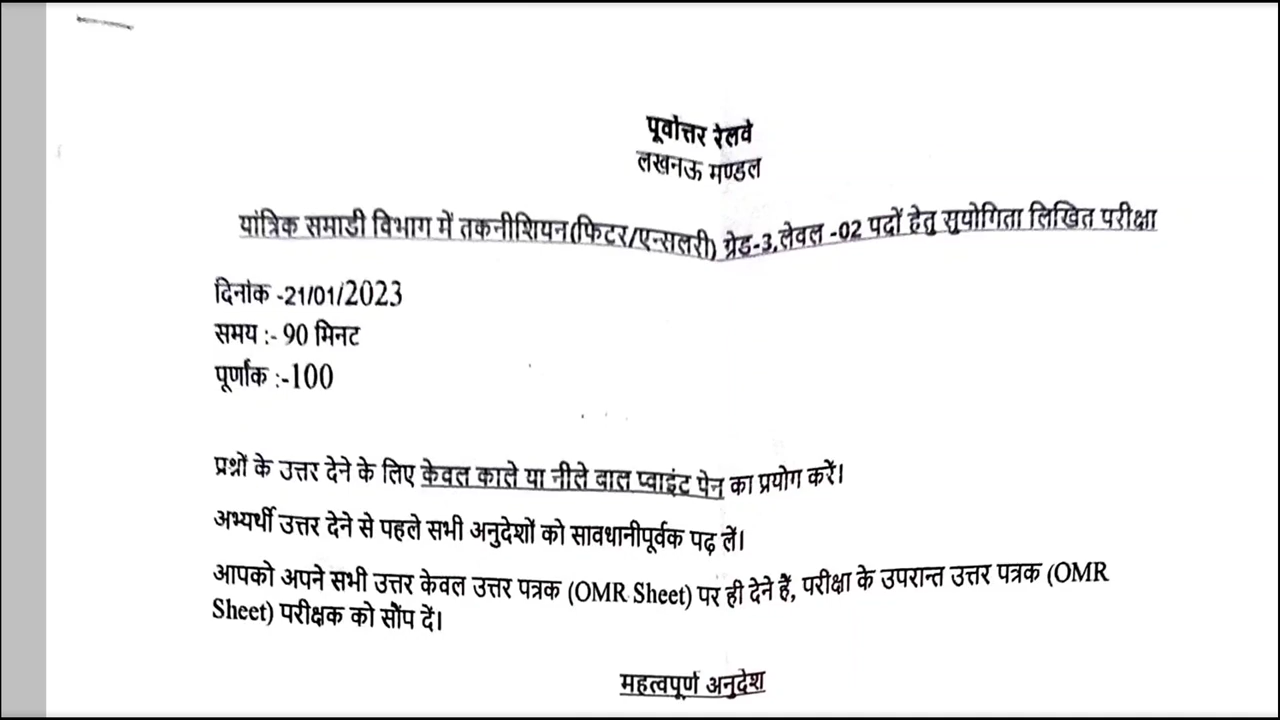 पूर्वोत्तर रेलवे
लखनऊ मण्डल
यांत्रिक समाडी विभाग में तकनीशियन(फिटर/एन्सलरी) ग्रेड-3,लेवल -02 पदों हेतु सुयोगिता लिखित परीक्षा
दिनांक -21/01/2023
समय :- 90 मिनट
पूर्णांक :-100
प्रश्नों के उत्तर देने के लिए केवल काले या नीले बाल प्वाइंट पेन का प्रयोग करें।
अभ्यर्थी उत्तर देने से पहले सभी अनुदेशों को सावधानीपूर्वक पढ़ लें।
आपको अपने सभी उत्तर केवल उत्तर पत्रक (OMR Sheet) पर ही देने हैं, परीक्षा के उपरान्त उत्तर पत्रक (OMR
Sheet) परीक्षक को सौंप दें।
महत्वपूर्ण अनुदेश